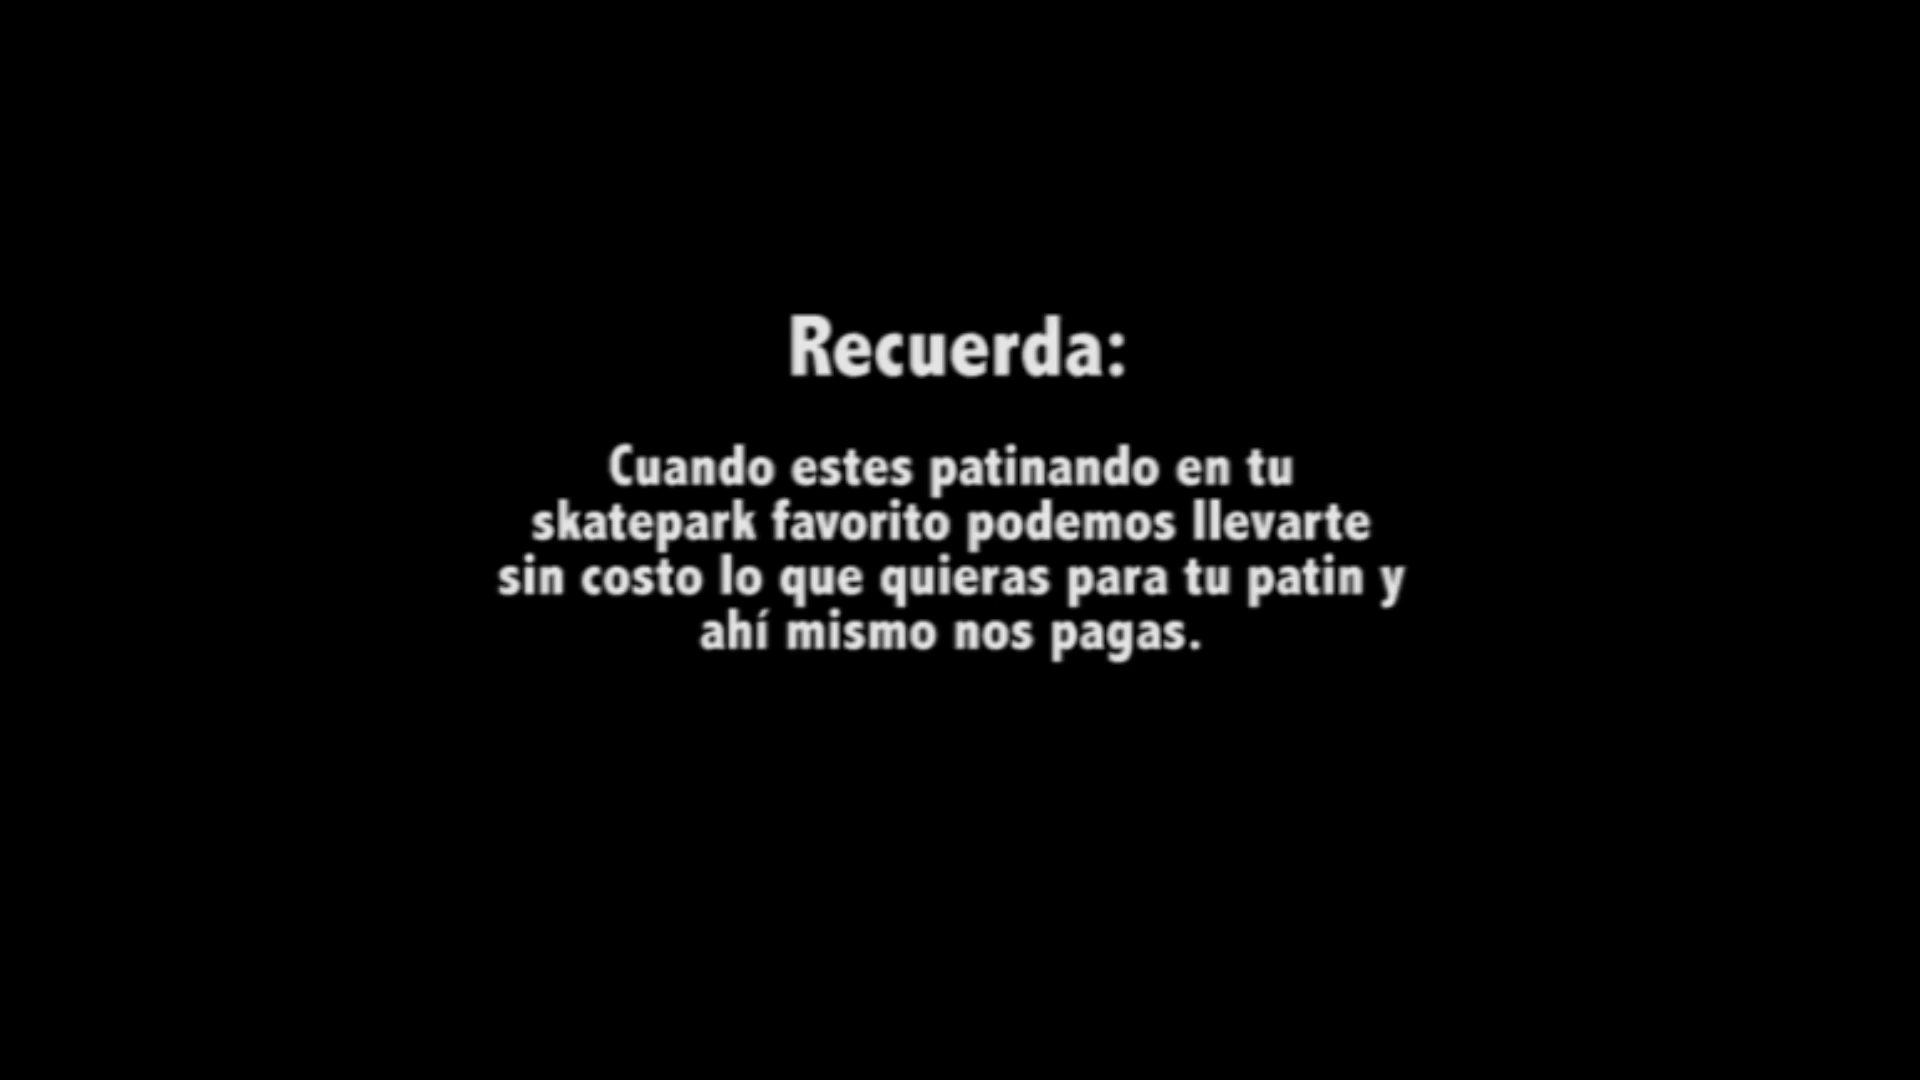 Recuerda:
Cuando estes patinando en tu
skatepark favorito podemos llevarte
sin costo lo que quieras para tu patin y
ahí mismo nos pagas.